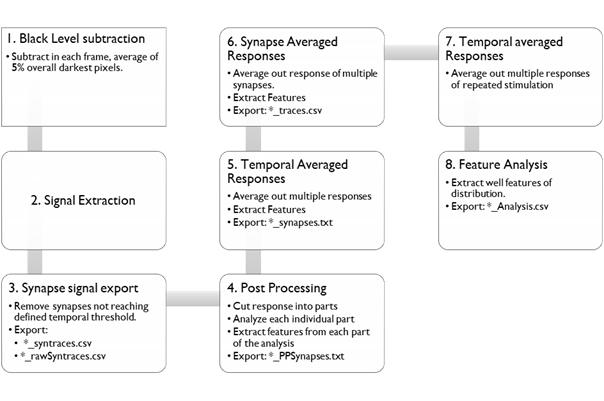 1. Black Level subtraction
• Subtract in each frame, average of
5% overall darkest pixels.
2. Signal Extraction
3. Synapse signal export
• Remove synapses not reaching
defined temporal threshold.
• Export:
• *_syntraces.csv
• *_rawSyntraces.csv
4. Post Processing
• Cut response into parts
• Analyze each individual part
• Extract features from each part
of the analysis
• Export: *_PPSynapses.txt
5. Temporal Averaged
Responses
• Average out multiple responses
• Extract Features
• Export: *_synapses.txt
6. Synapse Averaged
Responses
• Average out response of multiple
synapses.
• Extract Features
• Export: *_traces.csv
7. Temporal averaged
Responses
• Average out multiple responses
of repeated stimulation
8. Feature Analysis
• Extract well features of
distribution.
• Export: *_Analysis.csv